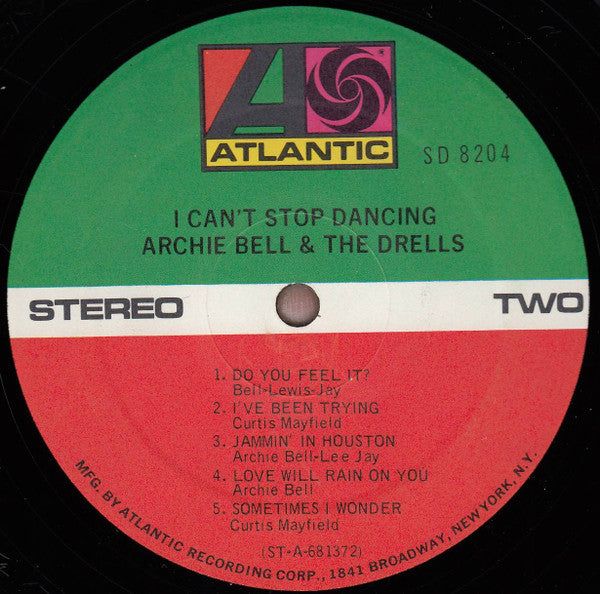 ATLANTIC
SD 8204
I CAN'T STOP DANCING
ARCHIE BELL & THE DRELLS
STEREO
TWO
1. DO YOU FEEL IT?
Bell-Lewis-Jay
2. I'VE BEEN TRYING
Curtis Mayfield
3. JAMMIN' IN HOUSTON
Archie Bell-Lee Jay
4. LOVE WILL RAIN ON YOU
Archie Bell
5. SOMETIMES I WONDER
Curtis Mayfield
(ST-A-681372)
MFG. BY ATLANTIC RECORDING CORP., 1841 BROADWAY, NEW YORK, N.Y.